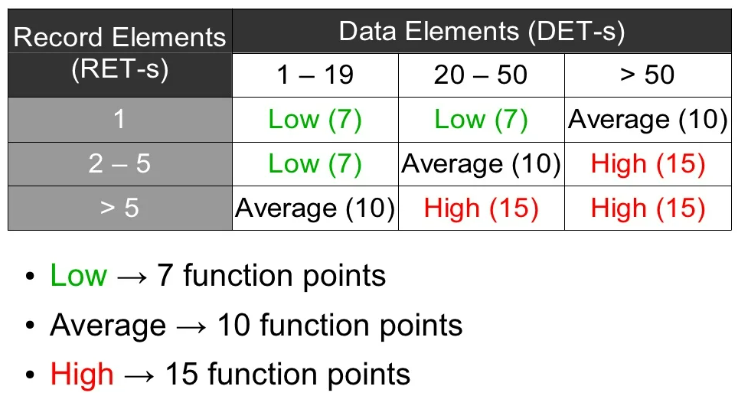 Record Elements (RET-s) Data Elements (DET-s)
1 – 19 20 – 50 > 50
1 Low (7) Low (7) Average (10)
2 – 5 Low (7) Average (10) High (15)
> 5 Average (10) High (15) High (15)
• Low → 7 function points
• Average → 10 function points
• High → 15 function points